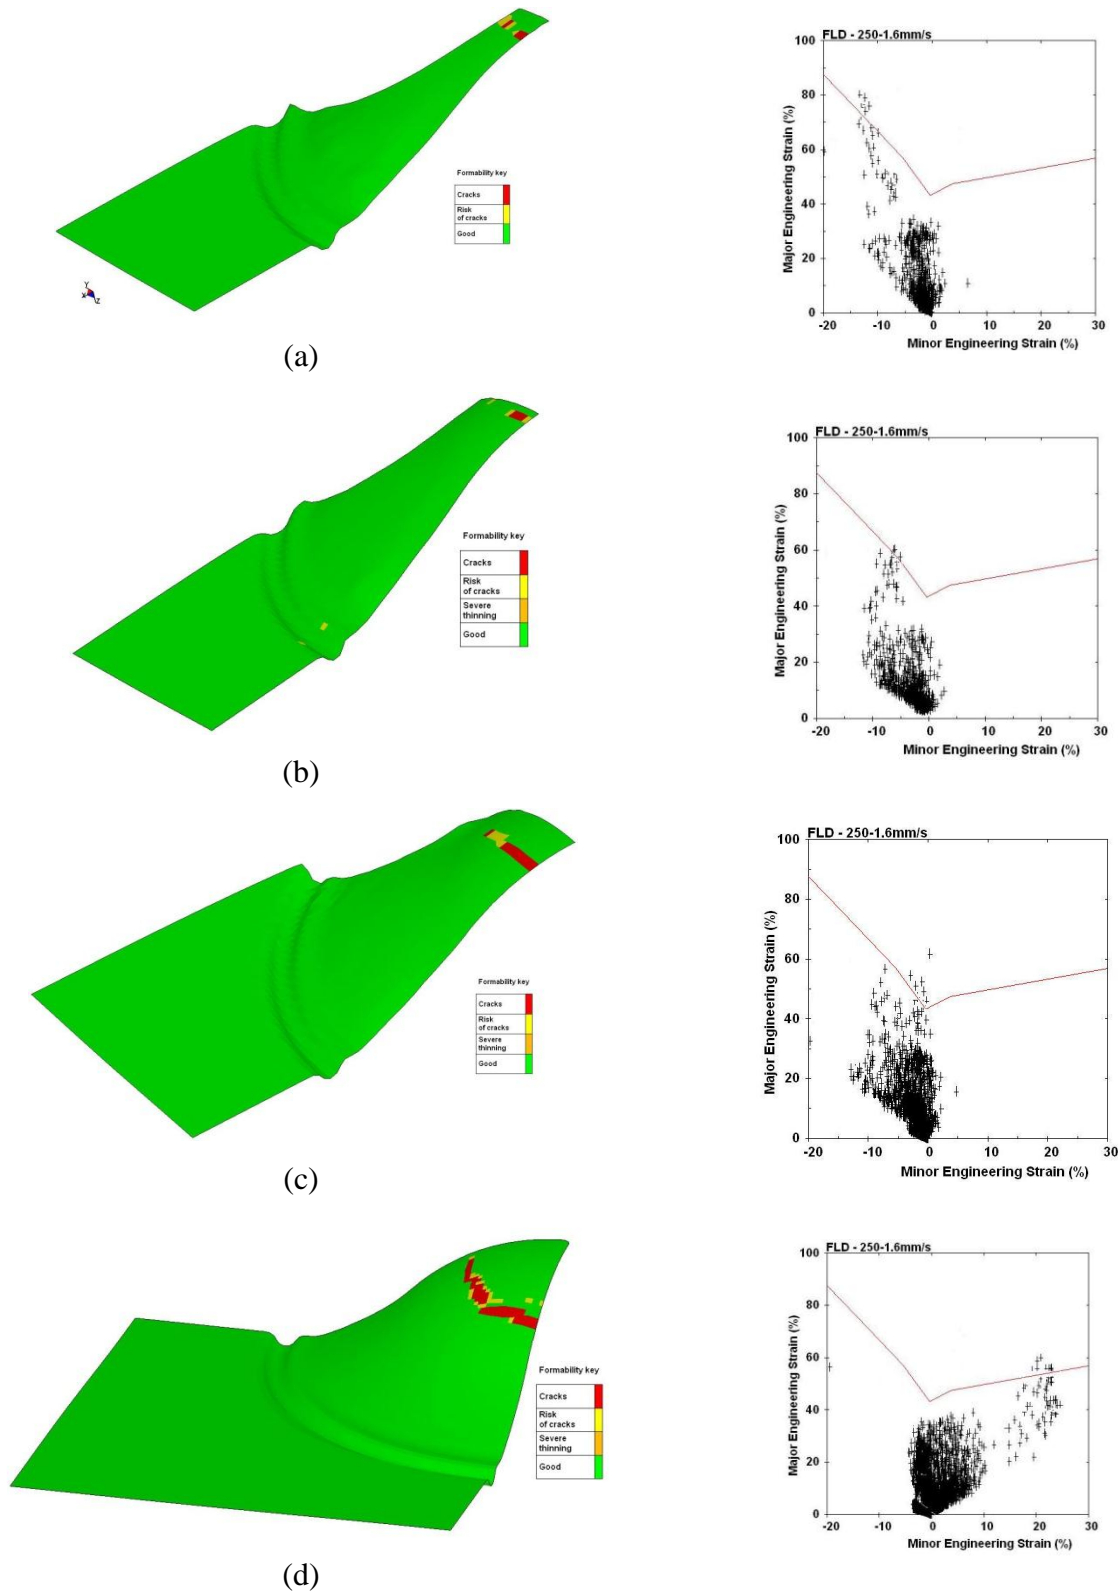 FLD - 250-1.6mm/s
100
80
60
40
20
0
-20
-10
0
10
20
30
Major Engineering Strain (%)
Minor Engineering Strain (%)
Formability key
Cracks
Risk
of cracks
Good
Y
X
Z
(a)
FLD - 250-1.6mm/s
100
80
60
40
20
0
-20
-10
0
10
20
30
Major Engineering Strain (%)
Minor Engineering Strain (%)
Formability key
Cracks
Risk
of cracks
Severe
thinning
Good
(b)
FLD - 250-1.6mm/s
100
80
60
40
20
0
-20
-10
0
10
20
30
Major Engineering Strain (%)
Minor Engineering Strain (%)
Formability key
Cracks
Risk
of cracks
Severe
thinning
Good
(c)
FLD - 250-1.6mm/s
100
80
60
40
20
0
-20
-10
0
10
20
30
Major Engineering Strain (%)
Minor Engineering Strain (%)
Formability key
Cracks
Risk
of cracks
Severe
thinning
Good
(d)